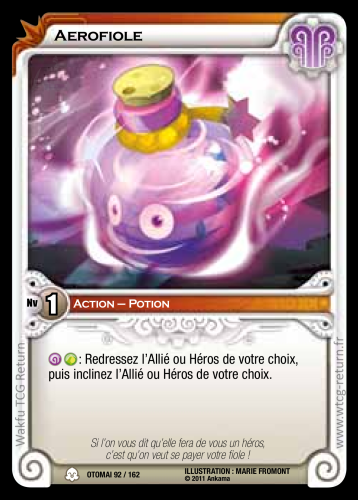 AEROFIOLE
Nv 1 ACTION – POTION
: Redressez l'Allié ou Héros de votre choix,
puis inclinez l'Allié ou Héros de votre choix.
Si l'on vous dit qu'elle fera de vous un héros,
c'est qu'on veut se payer votre fiole !
OTOMAI 92 / 162
ILLUSTRATION : MARIE FROMONT
© 2011 Ankama
Wakfu TCG Return
www.wtcg-return.fr